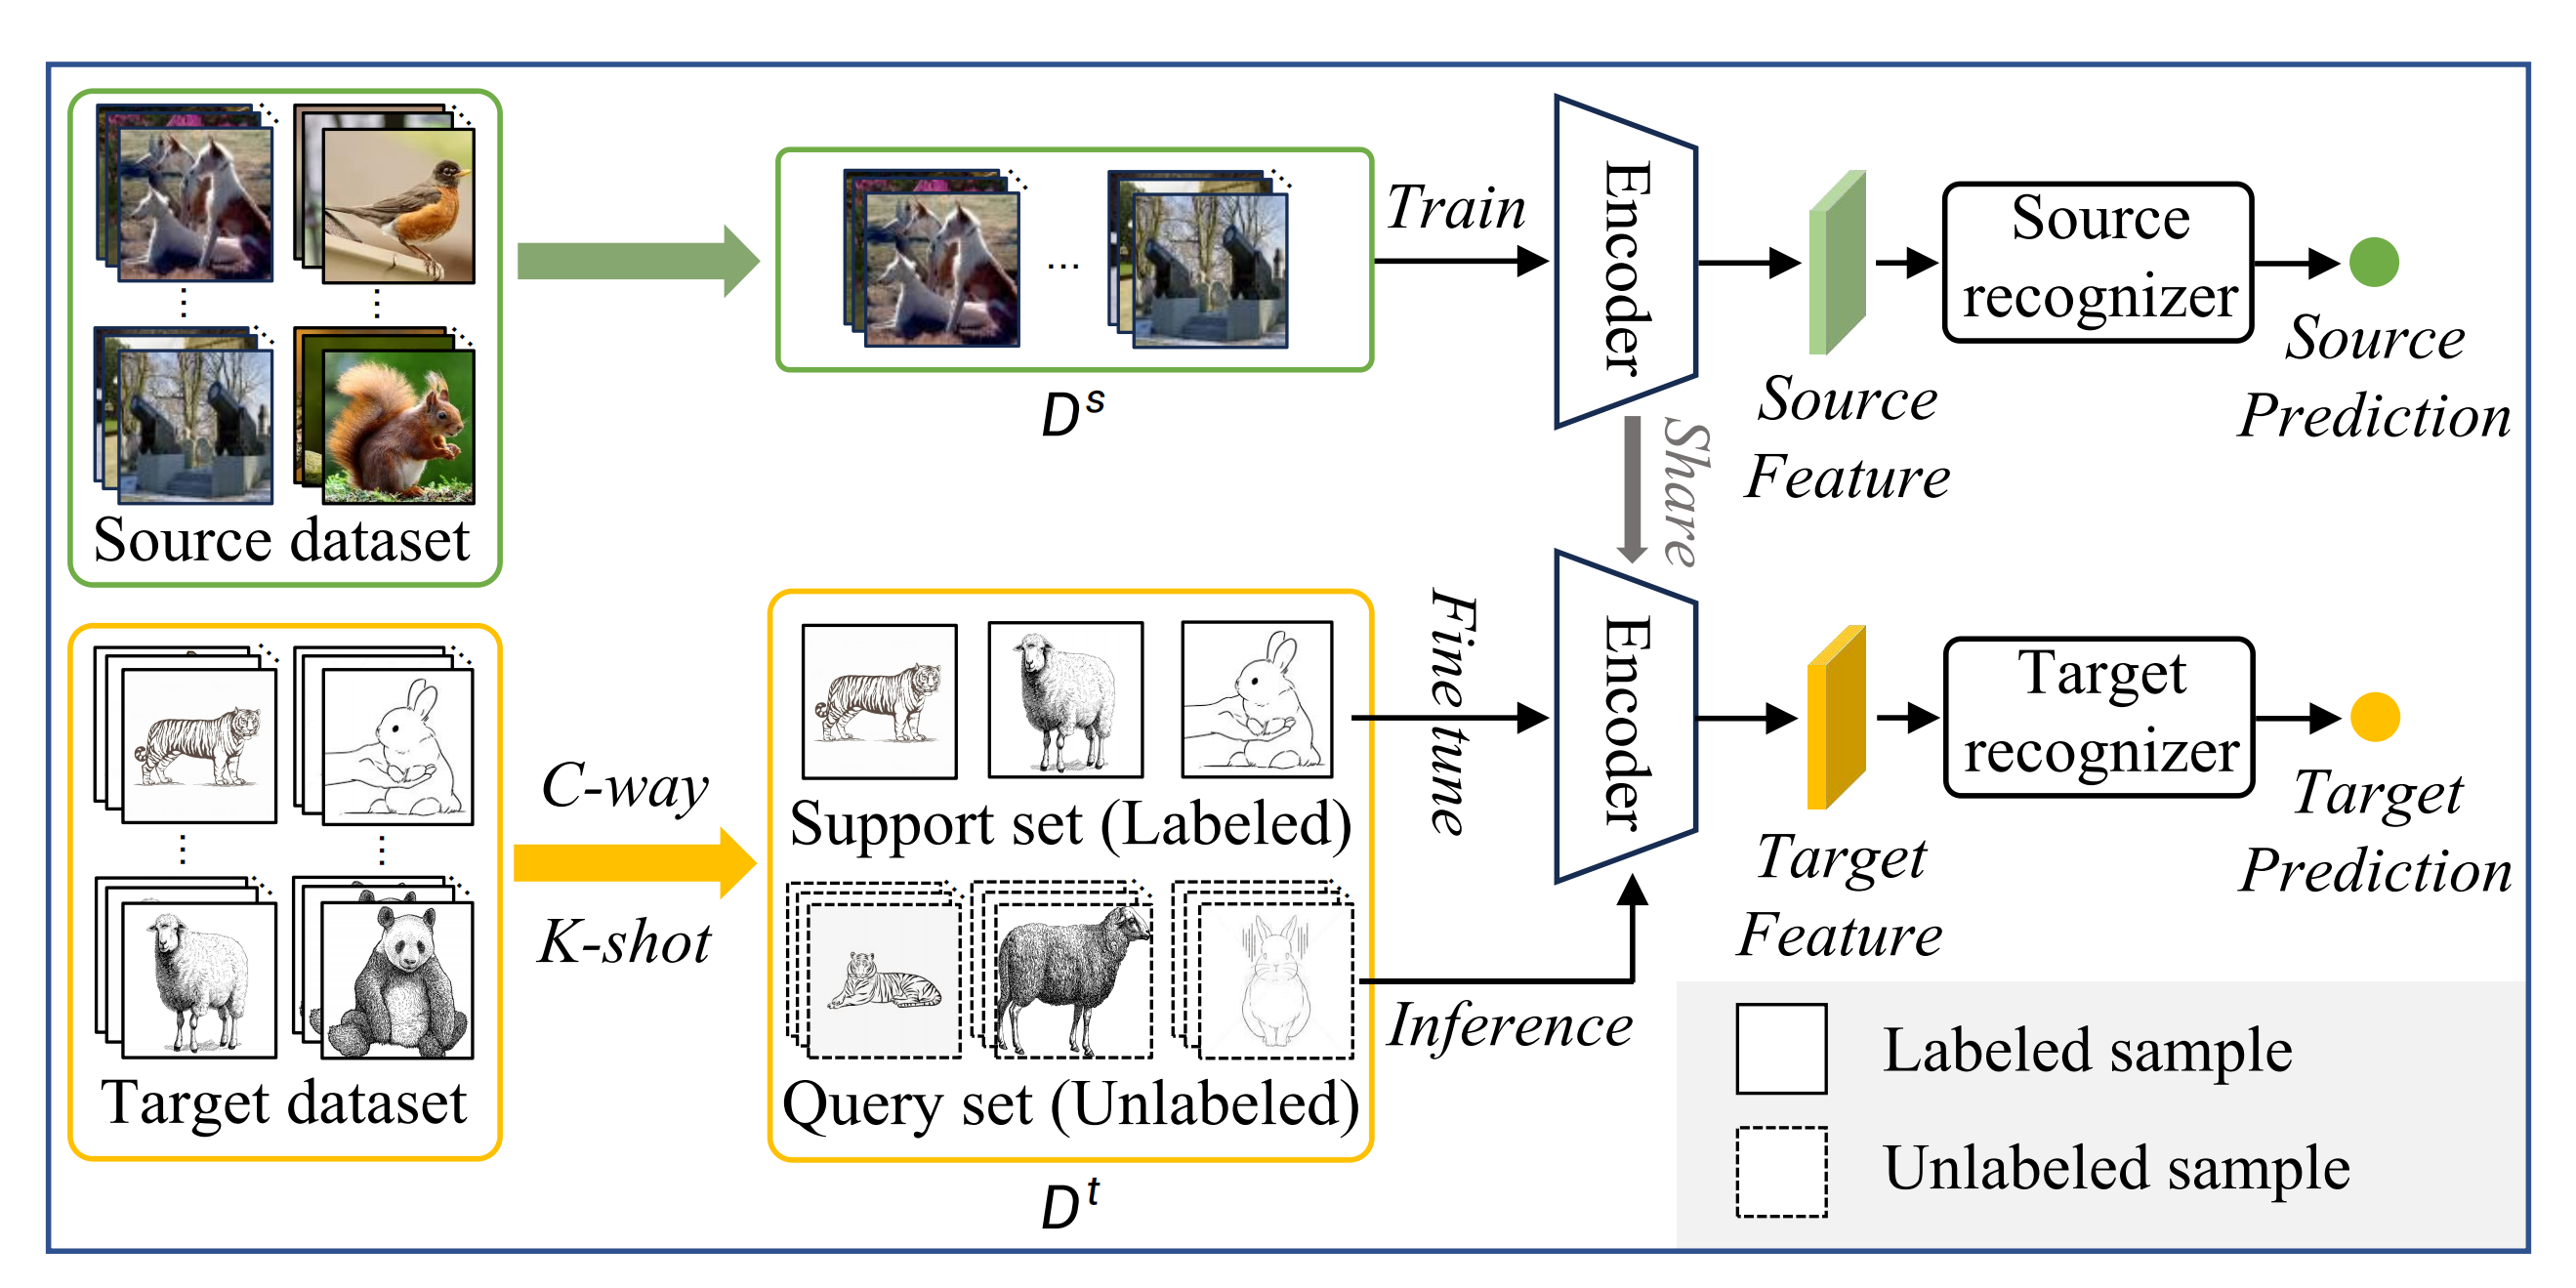 Source dataset
D^s
Train
Encoder
Source
Feature
Source
recognizer
Source
Prediction
Share
Target dataset
C-way
K-shot
Support set (Labeled)
Query set (Unlabeled)
D^t
Fine tune
Inference
Encoder
Target
Feature
Target
recognizer
Target
Prediction
Labeled sample
Unlabeled sample